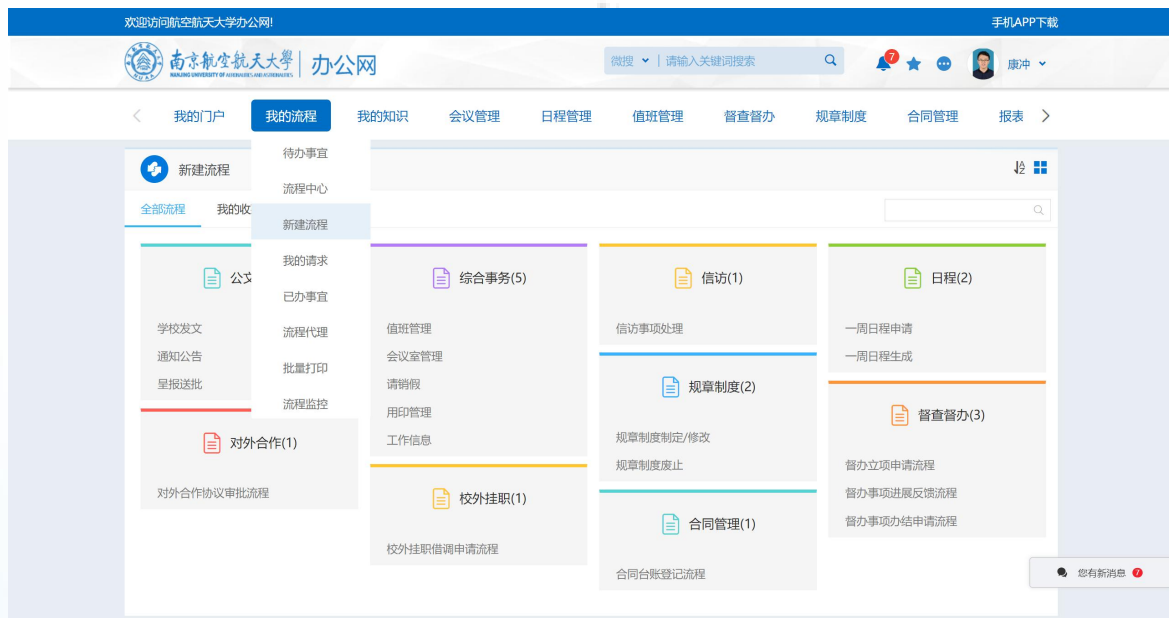 欢迎访问航空航天大学办公网!
手机APP下载
南京航空航天大學 办公网
NANJING UNIVERSITY OF AERONAUTICS AND ASTRONAUTICS
NUAA
微搜 请输入关键词搜索
7
康冲
我的门户 我的流程 我的知识 会议管理 日程管理 值班管理 督查督办 规章制度 合同管理 报表
待办事宜
流程中心
新建流程
我的请求
已办事宜
流程代理
批量打印
流程监控
新建流程
全部流程 我的收
公文
学校发文
通知公告
呈报送批
对外合作(1)
对外合作协议审批流程
综合事务(5)
值班管理
会议室管理
请销假
用印管理
工作信息
校外挂职(1)
校外挂职借调申请流程
信访(1)
信访事项处理
规章制度(2)
规章制度制定/修改
规章制度废止
合同管理(1)
合同台账登记流程
日程(2)
一周日程申请
一周日程生成
督查督办(3)
督办立项申请流程
督办事项进展反馈流程
督办事项办结申请流程
您有新消息 7